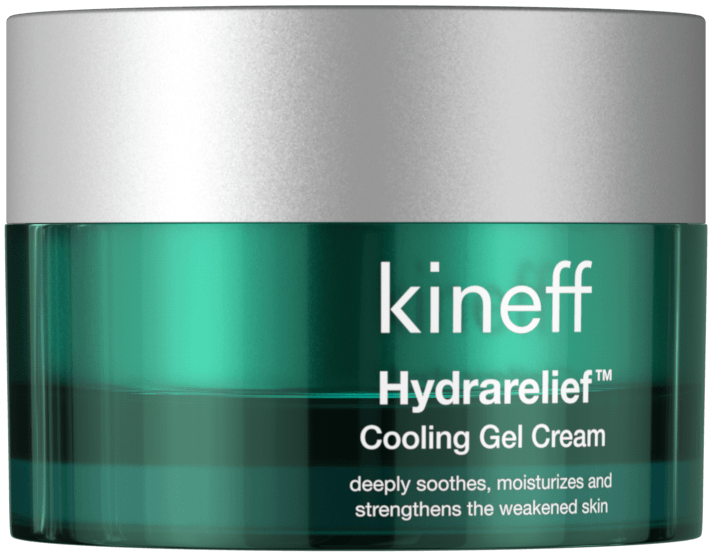 kineff
Hydrarelief™
Cooling Gel Cream
deeply soothes, moisturizes and
strengthens the weakened skin